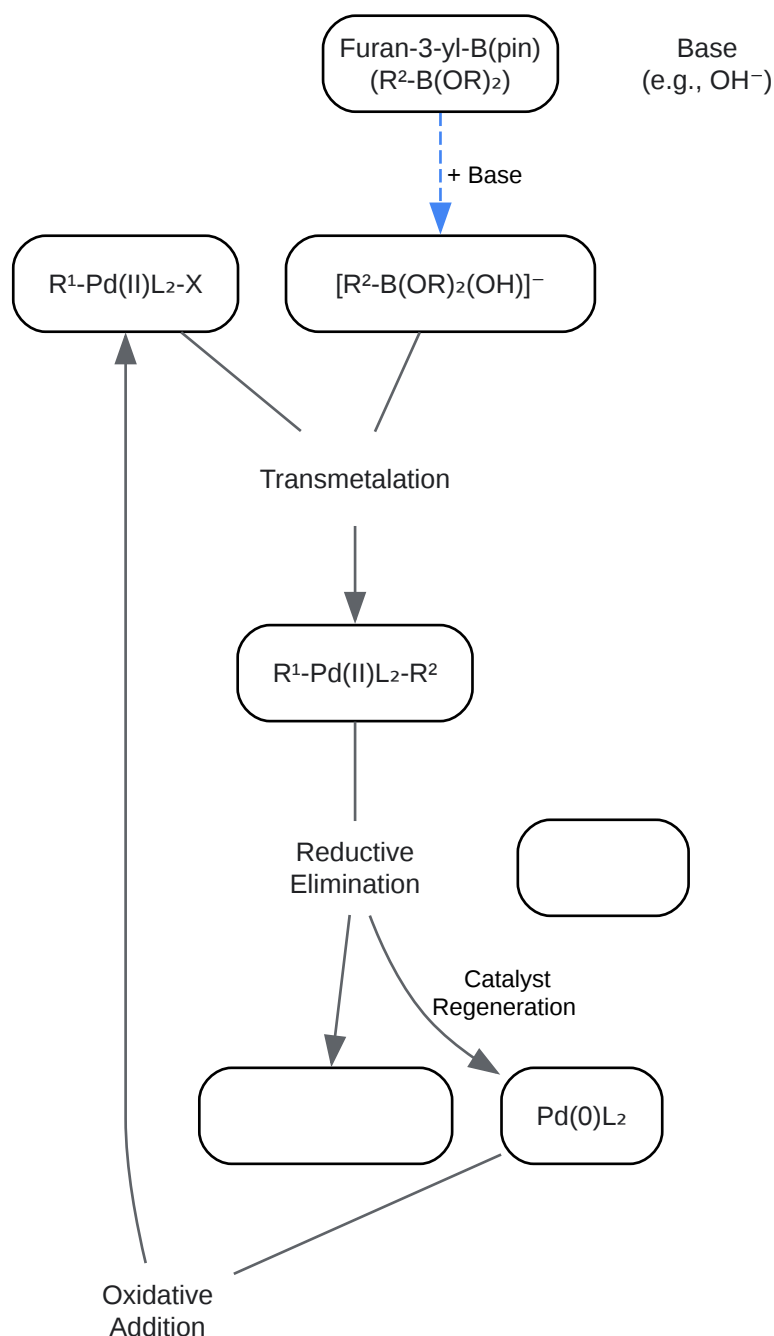 Furan-3-yl-B(pin)
(R²-B(OR)₂)
Base
(e.g., OH⁻)
+ Base
R¹-Pd(II)L₂-X
[R²-B(OR)₂(OH)]⁻
Transmetalation
R¹-Pd(II)L₂-R²
Reductive
Elimination
Catalyst
Regeneration
Pd(0)L₂
Oxidative
Addition